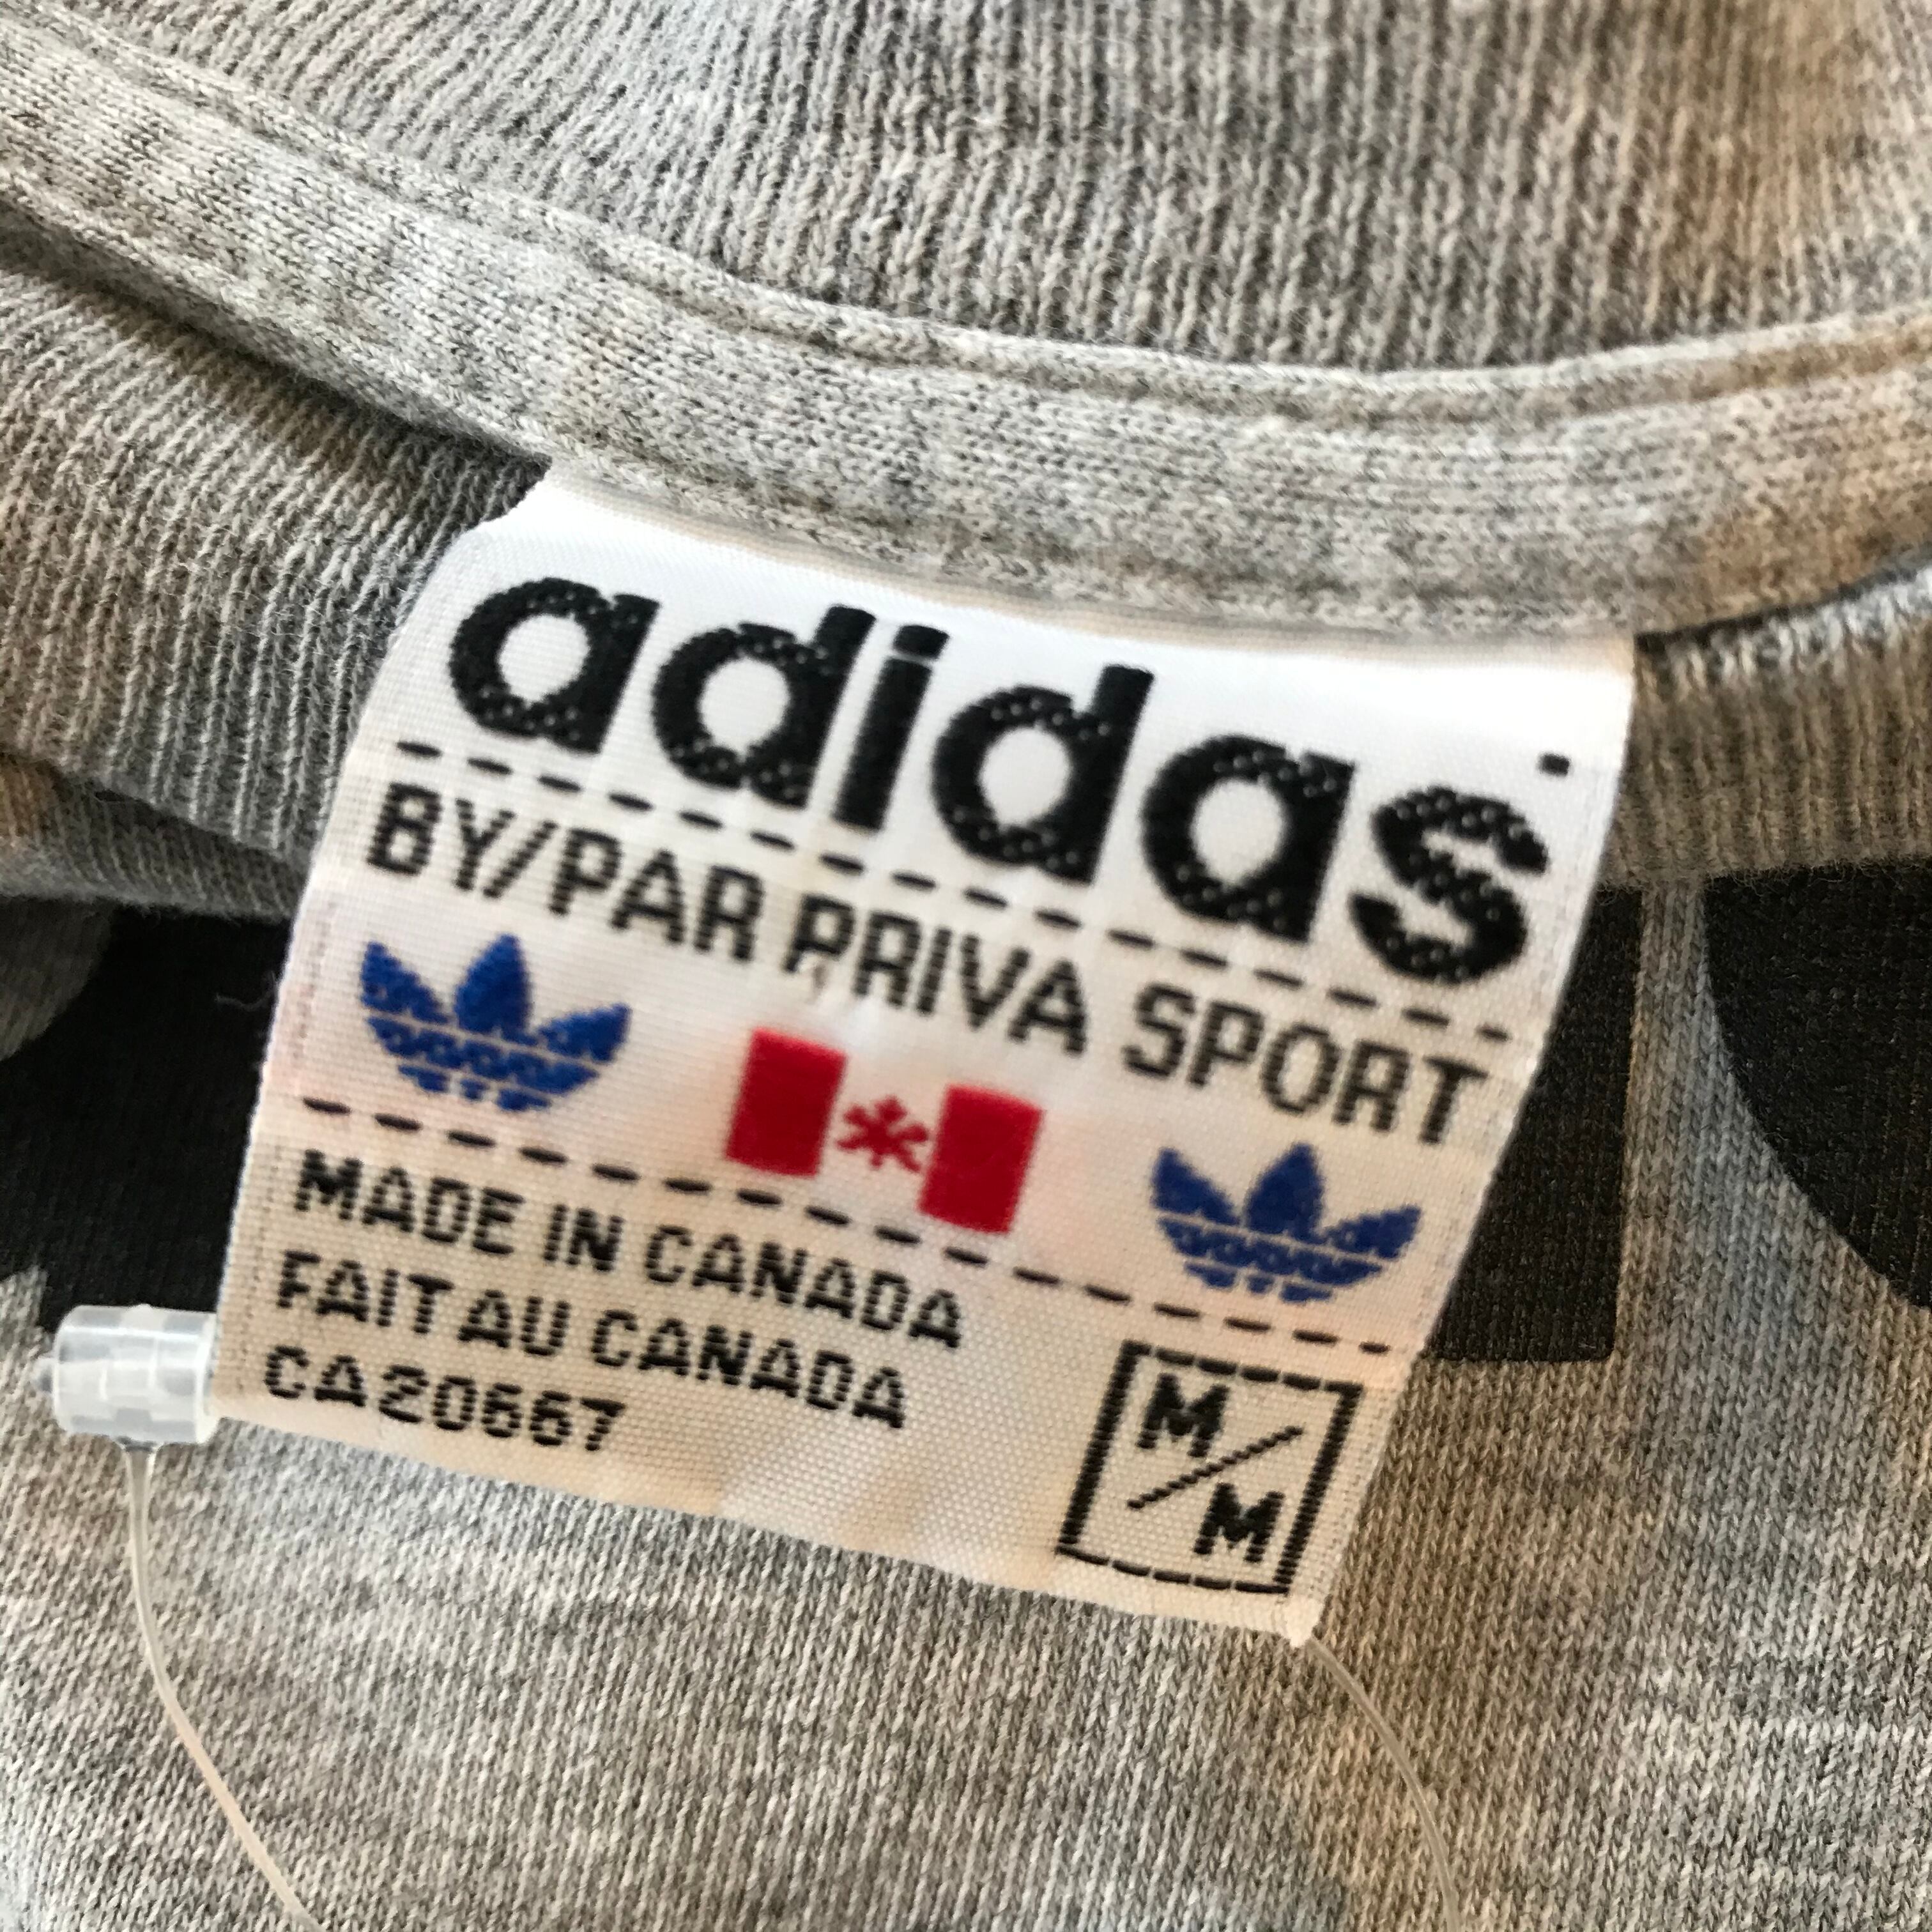 adidas
BY/PAR PRIVA SPORT
MADE IN CANADA
FAIT AU CANADA
CA20667
M/M